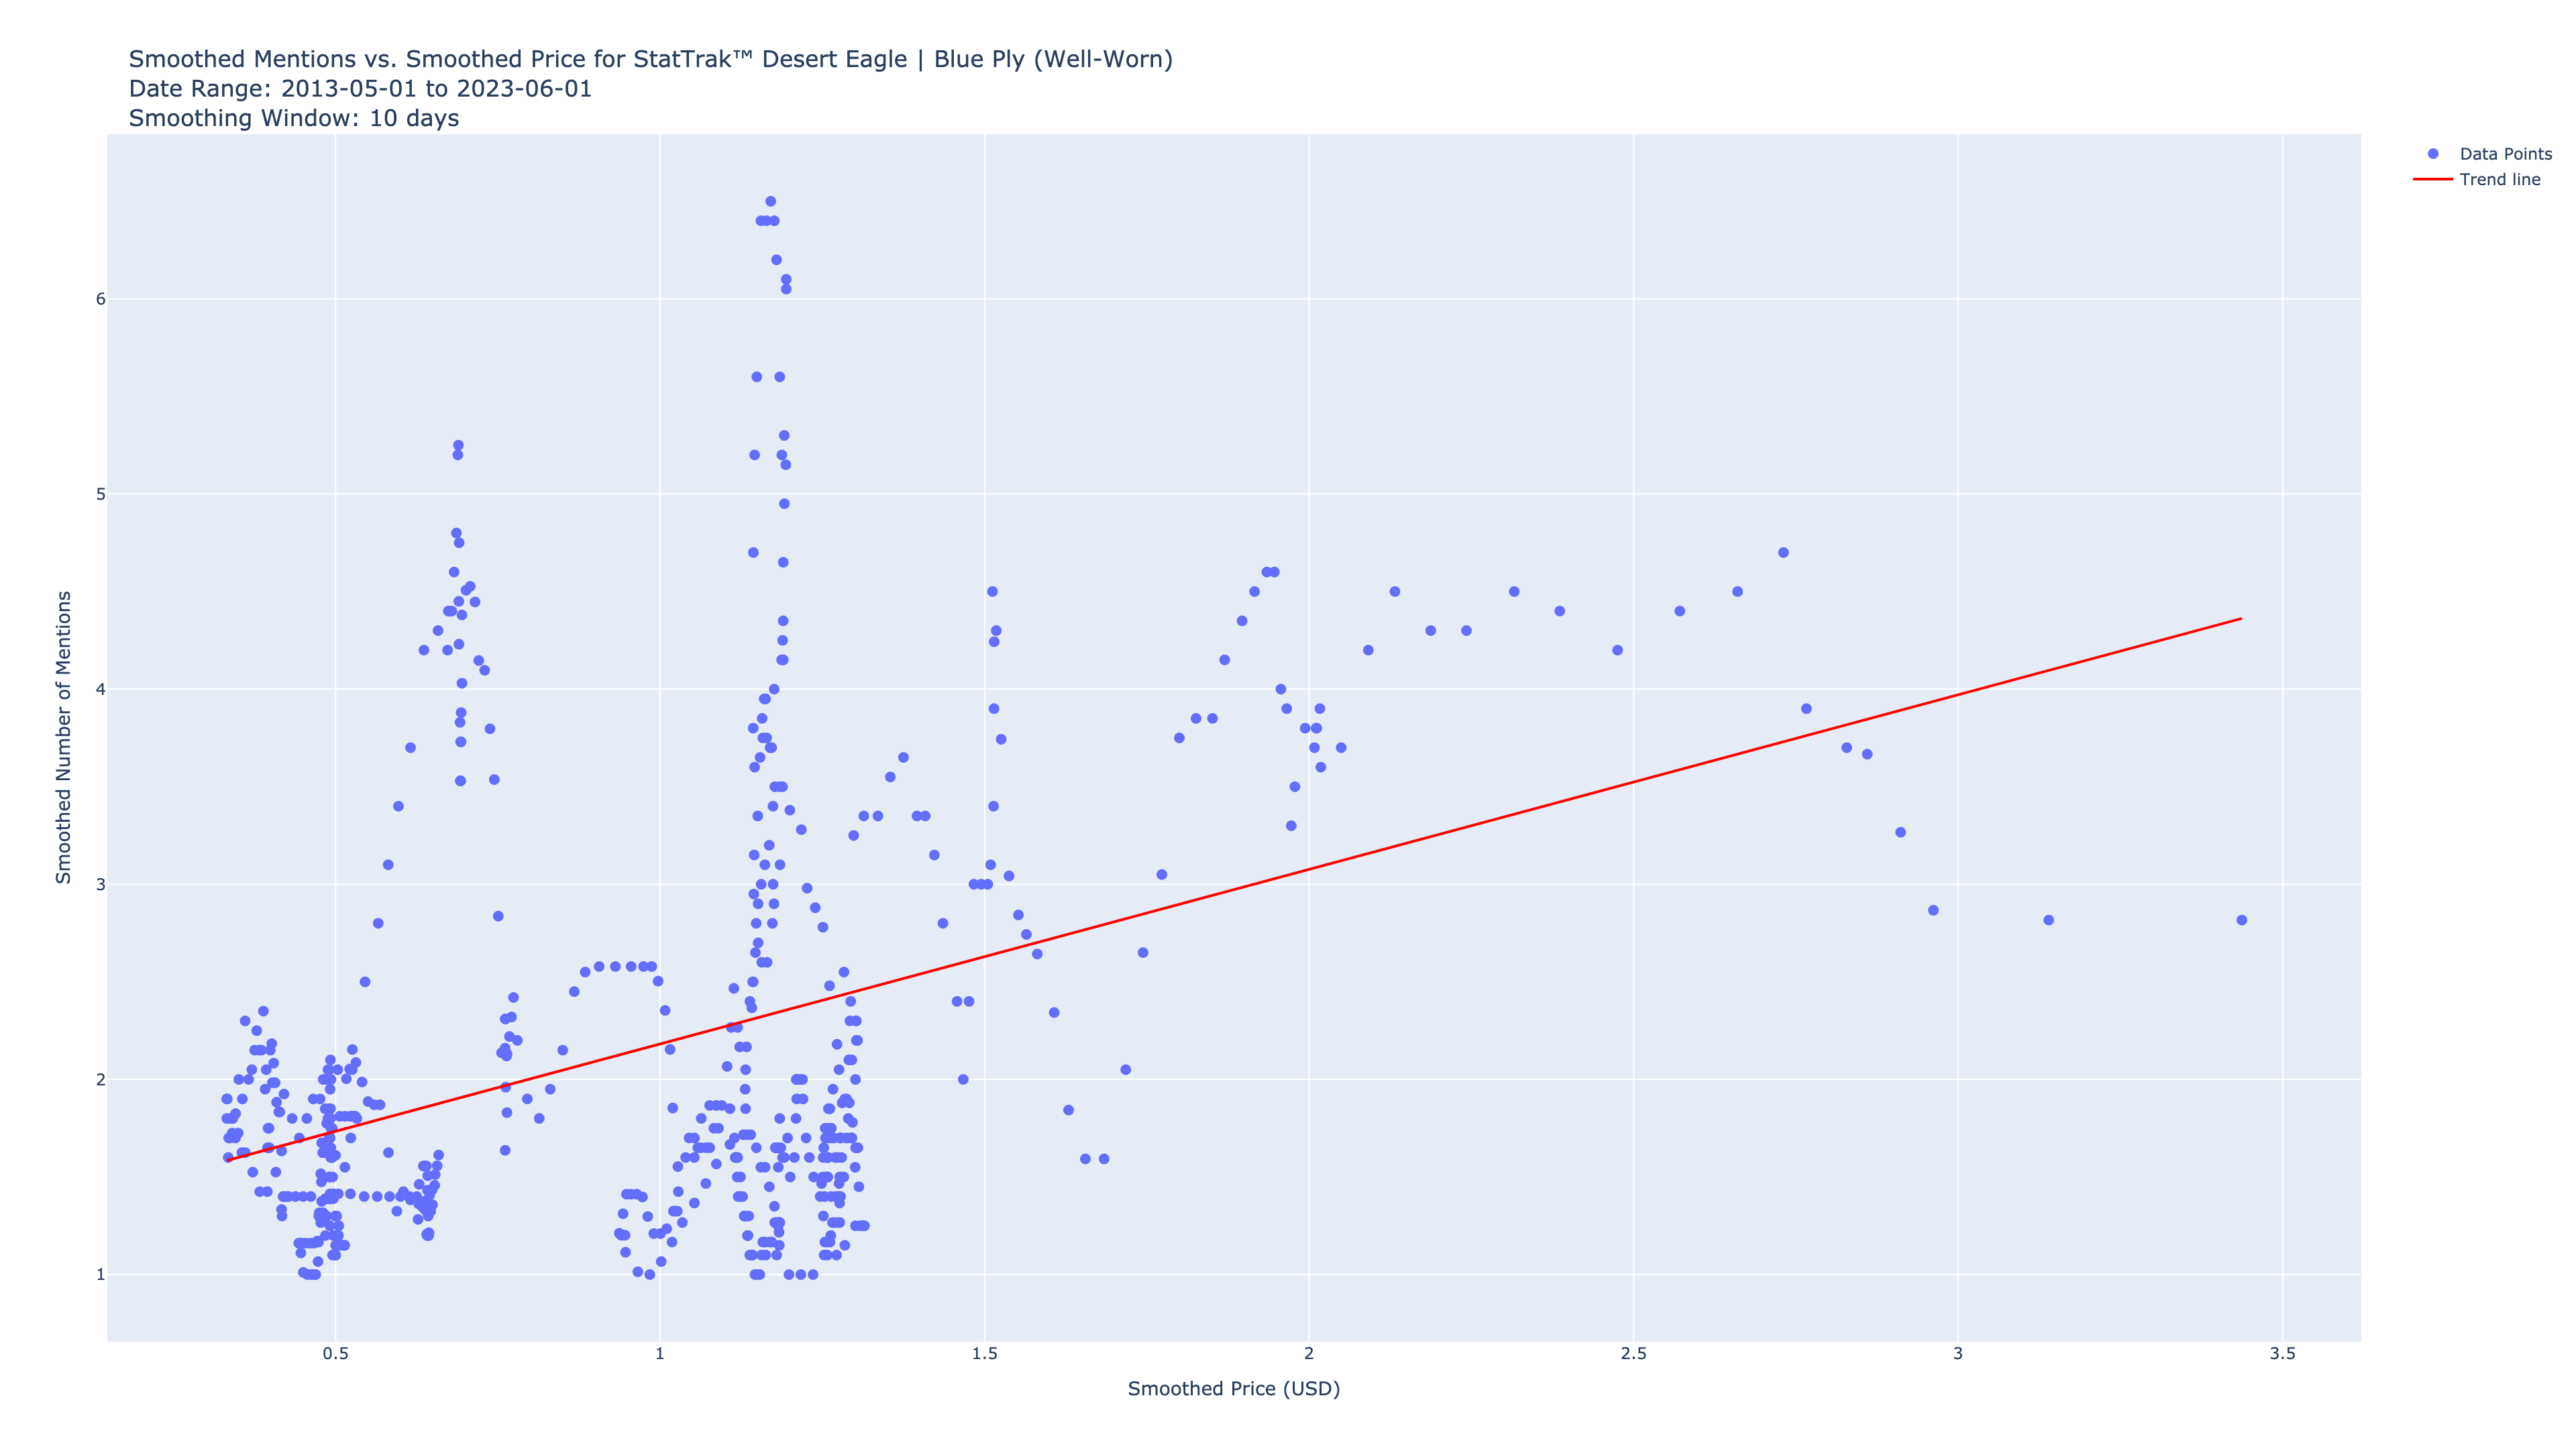 Smoothed Mentions vs. Smoothed Price for StatTrak™ Desert Eagle | Blue Ply (Well-Worn)
Date Range: 2013-05-01 to 2023-06-01
Smoothing Window: 10 days
Data Points
Trend line
6
5
4
3
2
1
Smoothed Number of Mentions
0.5
1
1.5
2
2.5
3
3.5
Smoothed Price (USD)